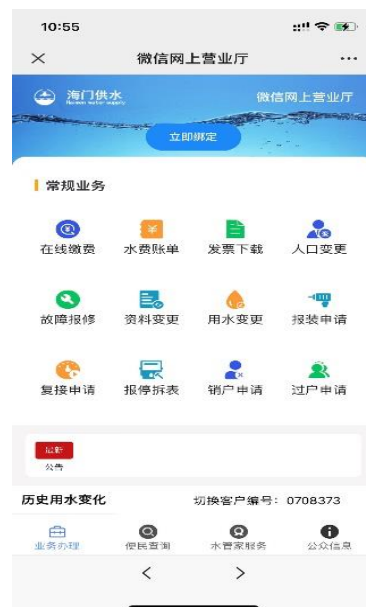 10:55
微信网上营业厅
海门供水
微信网上营业厅
立即绑定
常规业务
在线缴费 水费账单 发票下载 人口变更
故障报修 资料变更 用水变更 报装申请
复接申请 报停拆表 销户申请 过户申请
最新
公告
历史用水变化 切换客户编号：0708373
业务办理 便民查询 水管家服务 公众信息